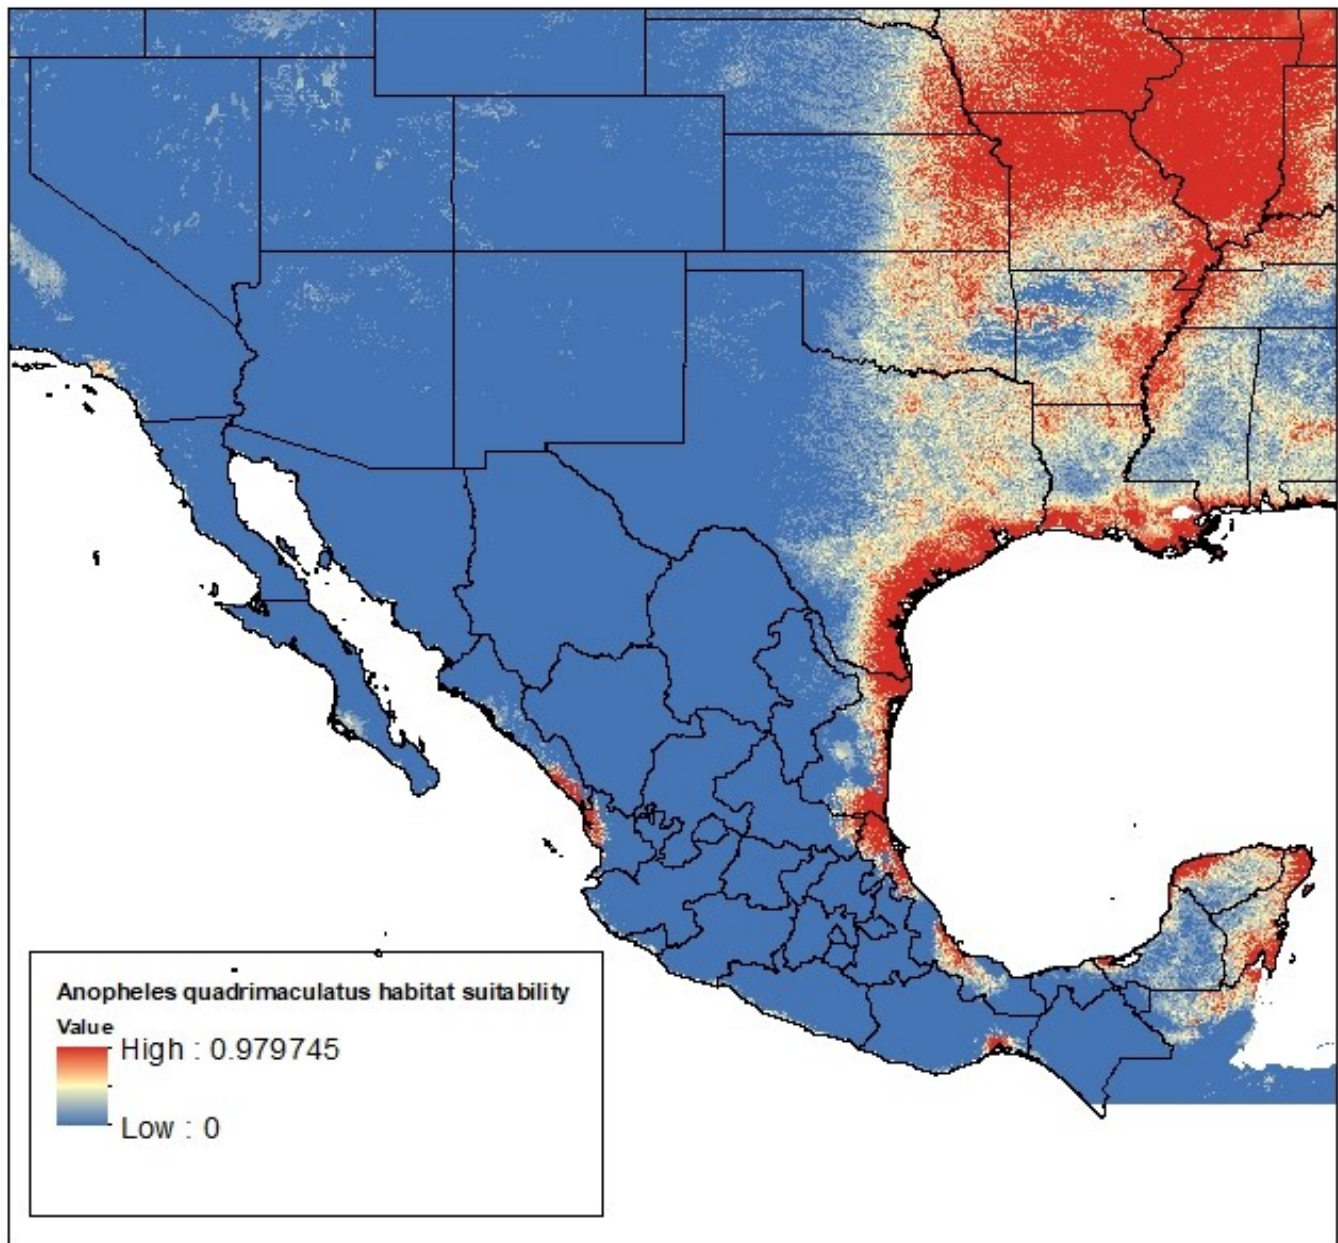 Anopheles quadrimaculatus habitat suitability
Value
High : 0.979745
Low : 0